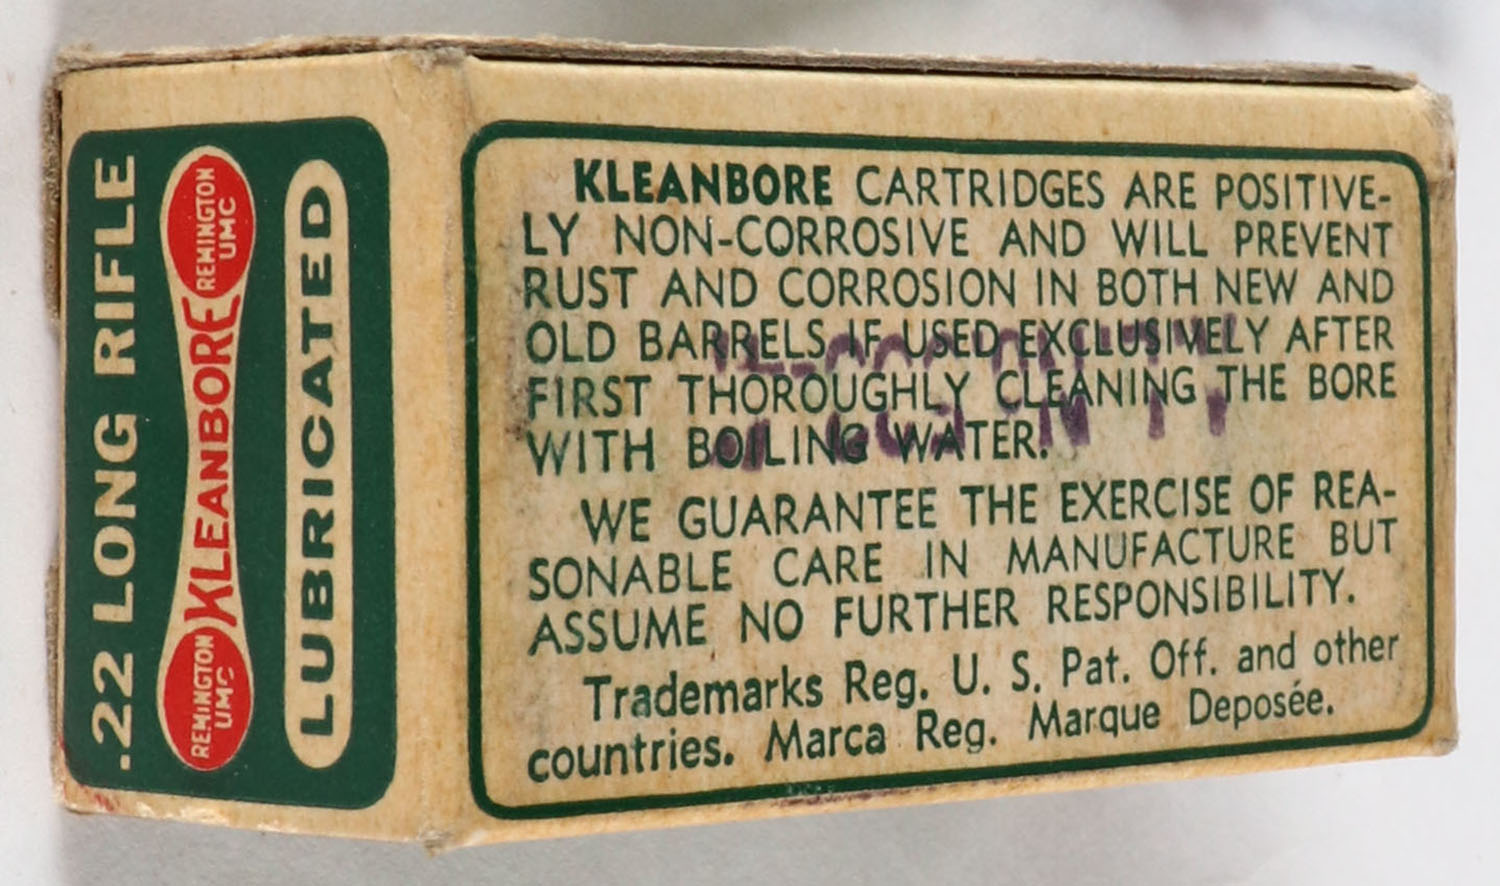 .22 LONG RIFLE
REMINGTON
UMC
KLEANBORE
REMINGTON
UMC
LUBRICATED
KLEANBORE CARTRIDGES ARE POSITIVE-
LY NON-CORROSIVE AND WILL PREVENT
RUST AND CORROSION IN BOTH NEW AND
OLD BARRELS IF USED EXCLUSIVELY AFTER
FIRST THOROUGHLY CLEANING THE BORE
WITH BOILING WATER.
WE GUARANTEE THE EXERCISE OF REA-
SONABLE CARE IN MANUFACTURE BUT
ASSUME NO FURTHER RESPONSIBILITY.
Trademarks Reg. U. S. Pat. Off. and other
countries. Marca Reg. Marque Deposée.